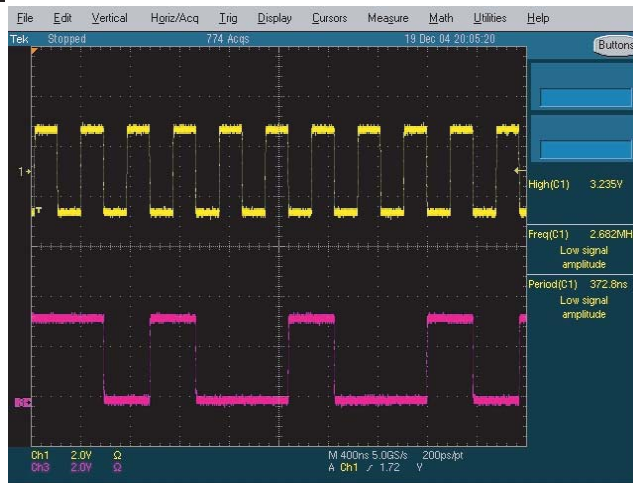 File Edit Vertical Horiz/Acq Trig Display Cursors Measure Math Utilities Help
Tek Stopped 774 Acqs 19 Dec 04 20:05:20 Buttons
1
T
High(C1) 3.235V
Freq(C1) 2.682MH
Low signal
amplitude
Period(C1) 372.8ns
Low signal
amplitude
3
Ch1 2.0V Ω M 400ns 5.0GS/s 200ps/pt
Ch3 2.0V Ω A Ch1 1.72 V